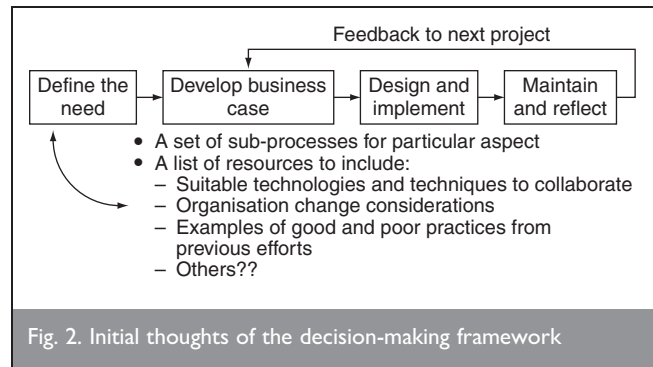 Feedback to next project
Define the
need
Develop business
case
Design and
implement
Maintain
and reflect
• A set of sub-processes for particular aspect
• A list of resources to include:
– Suitable technologies and techniques to collaborate
– Organisation change considerations
– Examples of good and poor practices from
previous efforts
– Others??
Fig. 2. Initial thoughts of the decision-making framework